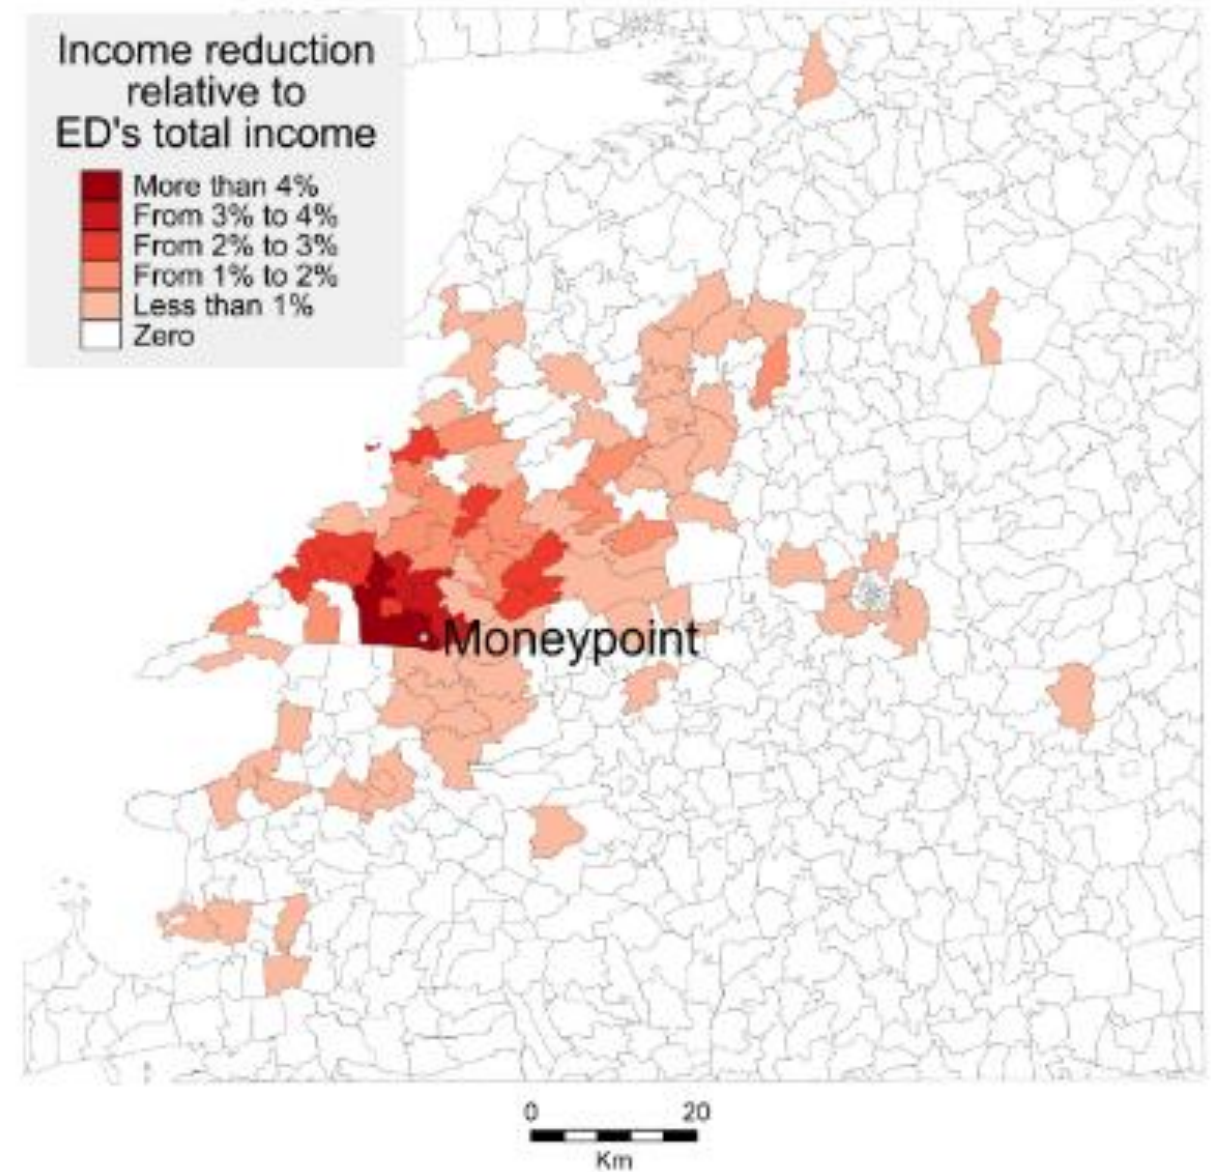 Income reduction
relative to
ED's total income
More than 4%
From 3% to 4%
From 2% to 3%
From 1% to 2%
Less than 1%
Zero
Moneypoint
0 20
Km